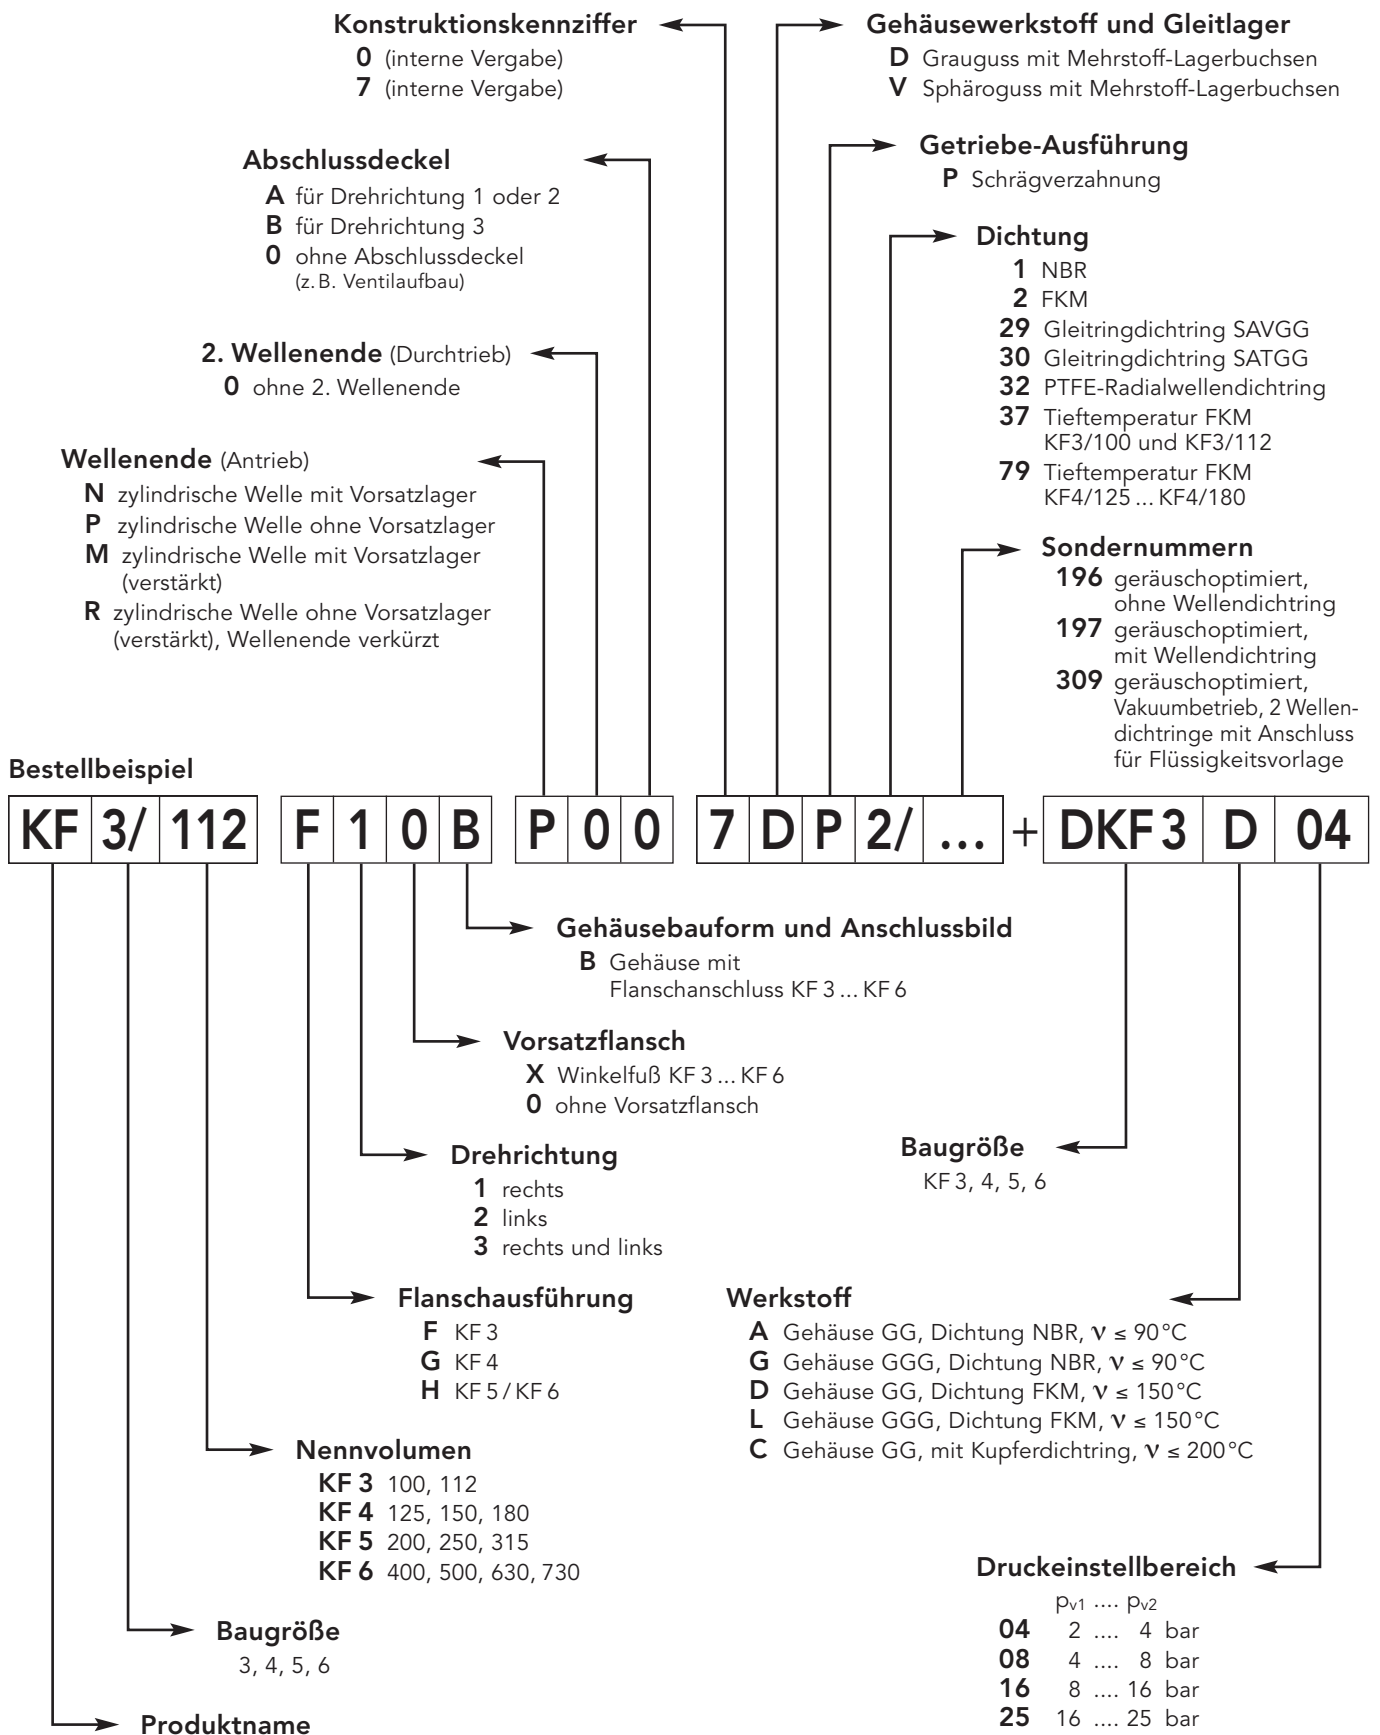 Konstruktionskennziffer
0 (interne Vergabe)
7 (interne Vergabe)
Gehäusewerkstoff und Gleitlager
D Grauguss mit Mehrstoff-Lagerbuchsen
V Sphäroguss mit Mehrstoff-Lagerbuchsen
Abschlussdeckel
A für Drehrichtung 1 oder 2
B für Drehrichtung 3
0 ohne Abschlussdeckel
(z.B. Ventilaufbau)
Getriebe-Ausführung
P Schrägverzahnung
Dichtung
1 NBR
2 FKM
29 Gleitringdichtring SAVGG
30 Gleitringdichtring SATGG
32 PTFE-Radialwellendichtring
37 Tieftemperatur FKM
KF3/100 und KF3/112
79 Tieftemperatur FKM
KF4/125 ... KF4/180
2. Wellenende (Durchtrieb)
0 ohne 2. Wellenende
Wellenende (Antrieb)
N zylindrische Welle mit Vorsatzlager
P zylindrische Welle ohne Vorsatzlager
M zylindrische Welle mit Vorsatzlager
(verstärkt)
R zylindrische Welle ohne Vorsatzlager
(verstärkt), Wellenende verkürzt
Sondernummern
196 geräuschoptimiert,
ohne Wellendichtring
197 geräuschoptimiert,
mit Wellendichtring
309 geräuschoptimiert,
Vakuumbetrieb, 2 Wellen-
dichtringe mit Anschluss
für Flüssigkeitsvorlage
Bestellbeispiel
KF 3/ 112 F 1 0 B P 0 0 7 D P 2/ ... + DKF 3 D 04
Gehäusebauform und Anschlussbild
B Gehäuse mit
Flanschanschluss KF 3 ... KF 6
Vorsatzflansch
X Winkelfuß KF 3 ... KF 6
0 ohne Vorsatzflansch
Drehrichtung
1 rechts
2 links
3 rechts und links
Baugröße
KF 3, 4, 5, 6
Flanschausführung
F KF 3
G KF 4
H KF 5 / KF 6
Werkstoff
A Gehäuse GG, Dichtung NBR, ν ≤ 90 °C
G Gehäuse GGG, Dichtung NBR, ν ≤ 90 °C
D Gehäuse GG, Dichtung FKM, ν ≤ 150 °C
L Gehäuse GGG, Dichtung FKM, ν ≤ 150 °C
C Gehäuse GG, mit Kupferdichtring, ν ≤ 200 °C
Nennvolumen
KF 3 100, 112
KF 4 125, 150, 180
KF 5 200, 250, 315
KF 6 400, 500, 630, 730
Druckeinstellbereich
pv1 .... pv2
04 2 .... 4 bar
08 4 .... 8 bar
16 8 .... 16 bar
25 16 .... 25 bar
Baugröße
3, 4, 5, 6
Produktname